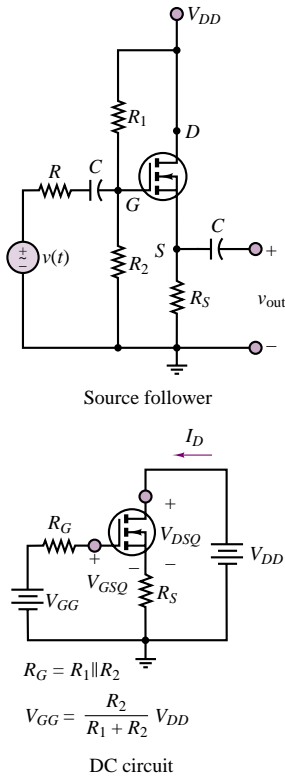 V_DD
R_1
D
R
C
G
C
S
+
+
~
−
v(t)
R_2
R_S
v_out
−
Source follower
I_D
+
R_G
V_DSQ
+
−
−
V_DD
V_GSQ
R_S
V_GG
R_G = R_1||R_2
V_GG = R_2 / (R_1 + R_2) V_DD
DC circuit